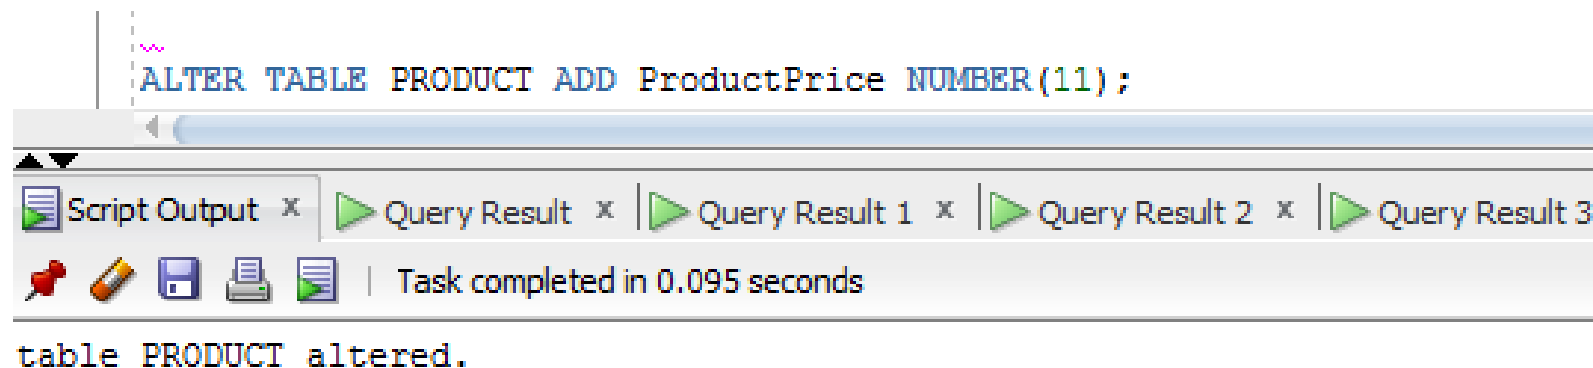 ALTER TABLE PRODUCT ADD ProductPrice NUMBER(11);
Script Output x Query Result x Query Result 1 x Query Result 2 x Query Result 3
Task completed in 0.095 seconds
table PRODUCT altered.